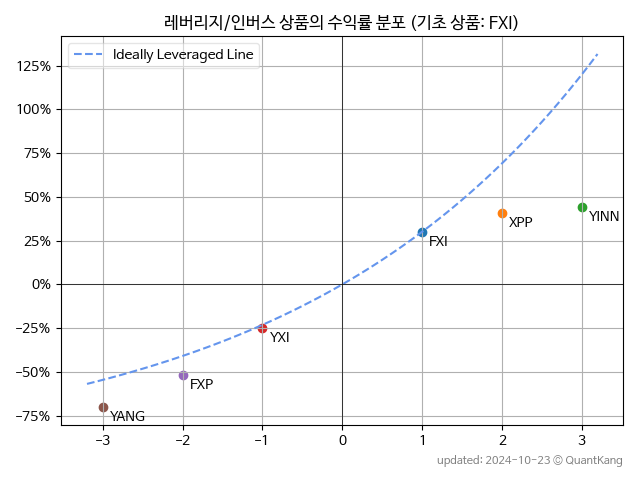 레버리지/인버스 상품의 수익률 분포 (기초 상품: FXI)
Ideally Leveraged Line
125%
100%
75%
50%
25%
0%
−25%
−50%
−75%
YINN
XPP
FXI
YXI
FXP
YANG
−3 −2 −1 0 1 2 3
updated: 2024-10-23 © QuantKang